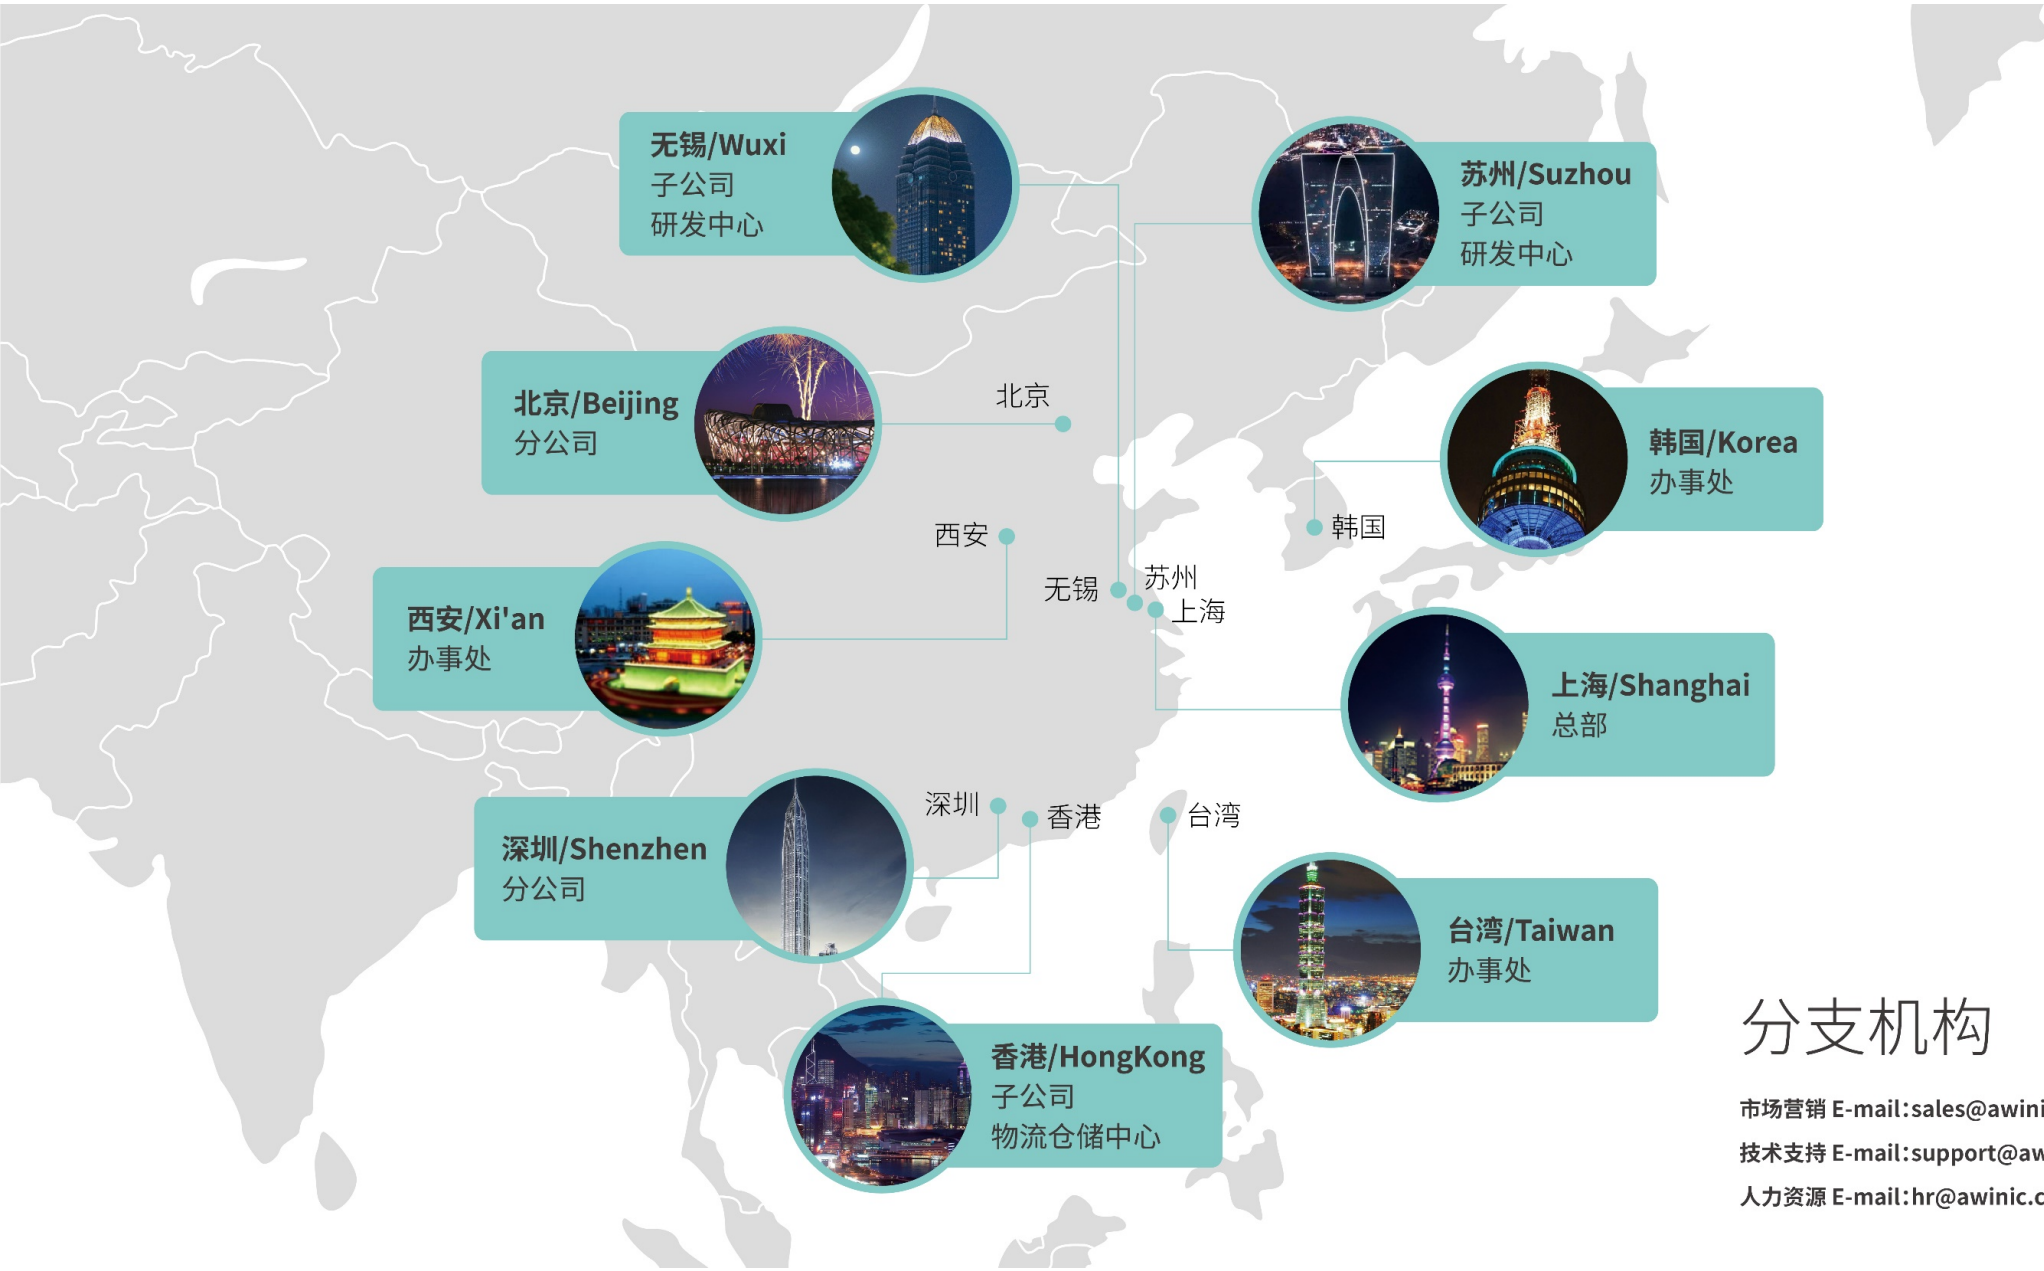 无锡/Wuxi
子公司
研发中心
苏州/Suzhou
子公司
研发中心
北京/Beijing
分公司
北京
韩国/Korea
办事处
韩国
西安
西安/Xi'an
办事处
无锡
苏州
上海
上海/Shanghai
总部
深圳/Shenzhen
分公司
深圳
香港
台湾
台湾/Taiwan
办事处
香港/HongKong
子公司
物流仓储中心
分支机构
市场营销 E-mail:sales@awini
技术支持 E-mail:support@aw
人力资源 E-mail:hr@awinic.c